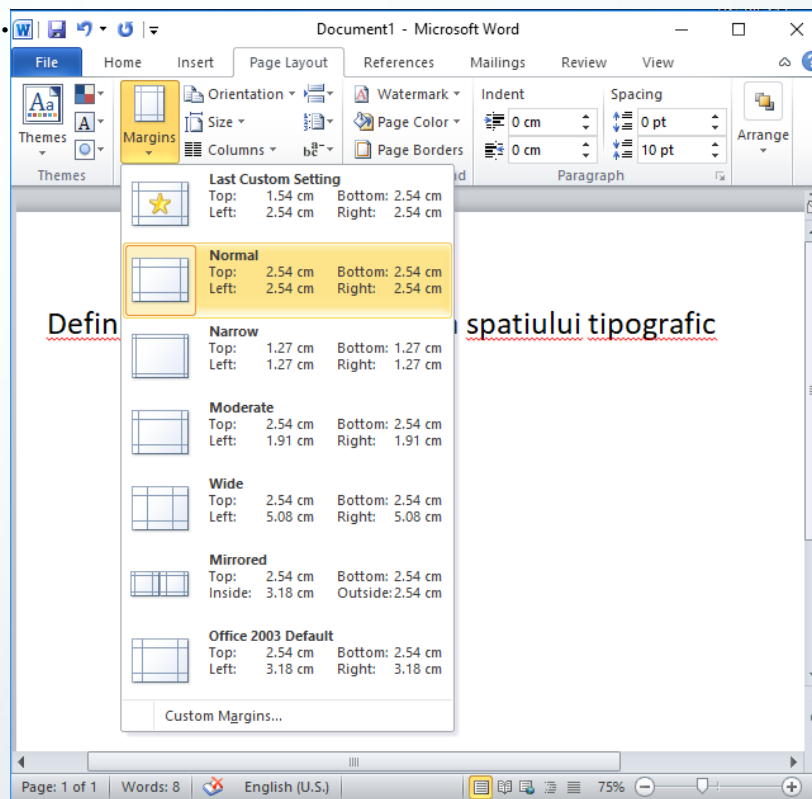 Document1 - Microsoft Word
File Home Insert Page Layout References Mailings Review View
Themes
Margins
Orientation
Size
Columns
Watermark
Page Color
Page Borders
Indent
0 cm
0 cm
Spacing
0 pt
10 pt
Arrange
Themes
Paragraph
Last Custom Setting
Top: 1.54 cm Bottom: 2.54 cm
Left: 2.54 cm Right: 2.54 cm
Normal
Top: 2.54 cm Bottom: 2.54 cm
Left: 2.54 cm Right: 2.54 cm
Narrow
Top: 1.27 cm Bottom: 1.27 cm
Left: 1.27 cm Right: 1.27 cm
Moderate
Top: 2.54 cm Bottom: 2.54 cm
Left: 1.91 cm Right: 1.91 cm
Wide
Top: 2.54 cm Bottom: 2.54 cm
Left: 5.08 cm Right: 5.08 cm
Mirrored
Top: 2.54 cm Bottom: 2.54 cm
Inside: 3.18 cm Outside: 2.54 cm
Office 2003 Default
Top: 2.54 cm Bottom: 2.54 cm
Left: 3.18 cm Right: 3.18 cm
Custom Margins...
Defin spatiului tipografic
Page: 1 of 1 Words: 8 English (U.S.) 75%